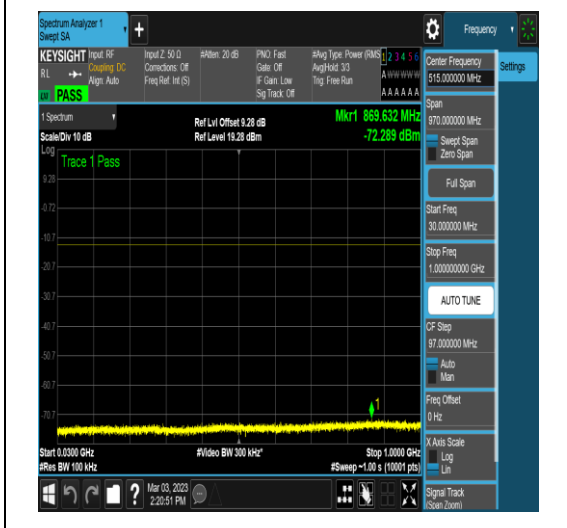 Spectrum Analyzer 1
Swept SA
Frequency
KEYSIGHT
Input: RF
Input Z: 50 Ω
#Atten: 20 dB
PNO: Fast
#Avg Type: Power (RMS
1 2 3 4 5 6
R L
Coupling: DC
Corrections: Off
Gate: Off
Avg|Hold: 3/3
A W W W W W
Align: Auto
Freq Ref: Int (S)
IF Gain: Low
Trig: Free Run
Sig Track: Off
A A A A A A
PASS
1 Spectrum
Ref Lvl Offset 9.28 dB
Mkr1 869.632 MHz
Scale/Div 10 dB
Ref Level 19.28 dBm
-72.289 dBm
Log
Trace 1 Pass
9.28
-0.72
-10.7
-20.7
-30.7
-40.7
-50.7
-60.7
-70.7
1
Start 0.0300 GHz
#Video BW 300 kHz*
Stop 1.0000 GHz
#Res BW 100 kHz
#Sweep ~1.00 s (10001 pts)
?
Mar 03, 2023
2:20:51 PM
Center Frequency
515.000000 MHz
Settings
Span
970.000000 MHz
Swept Span
Zero Span
Full Span
Start Freq
30.000000 MHz
Stop Freq
1.000000000 GHz
AUTO TUNE
CF Step
97.000000 MHz
Auto
Man
Freq Offset
0 Hz
X Axis Scale
Log
Lin
Signal Track
(Span Zoom)